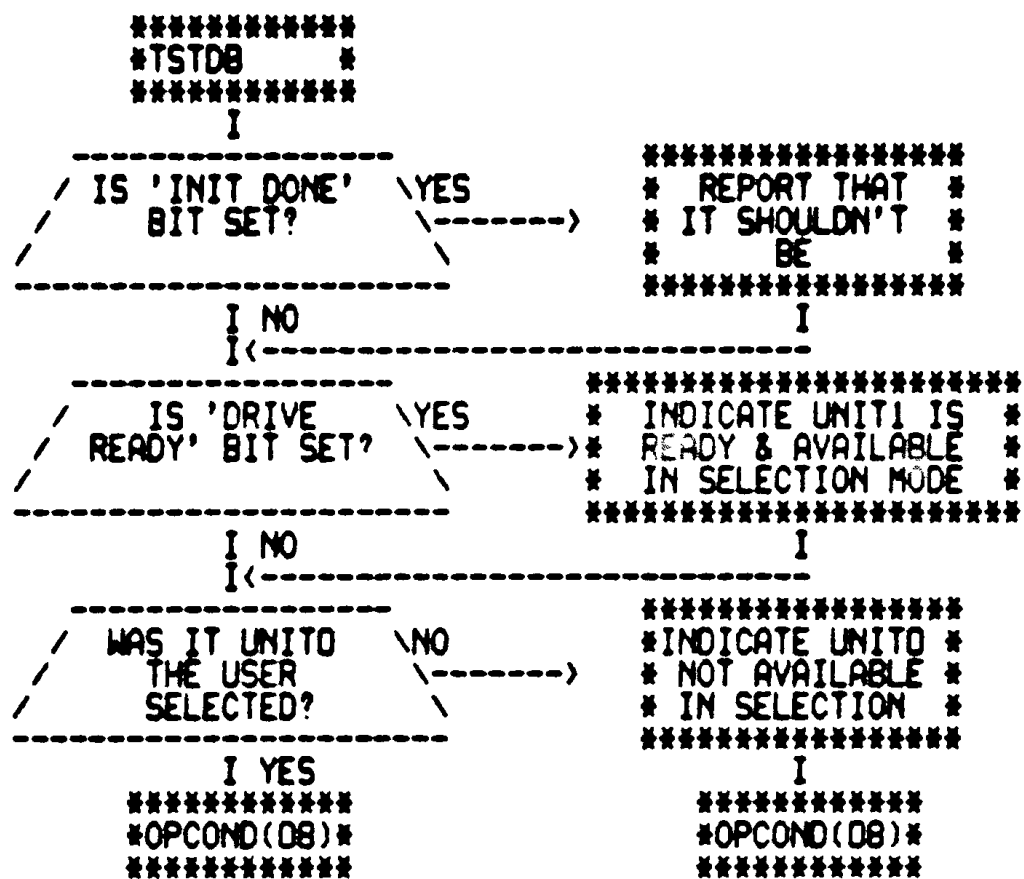 TSTDB
IS 'INIT DONE'
BIT SET?
YES
REPORT THAT
IT SHOULDN'T
BE
NO
IS 'DRIVE
READY' BIT SET?
YES
INDICATE UNIT1 IS
READY & AVAILABLE
IN SELECTION MODE
NO
WAS IT UNIT0
THE USER
SELECTED?
NO
INDICATE UNIT0
NOT AVAILABLE
IN SELECTION
YES
OPCOND(D8)
OPCOND(D8)